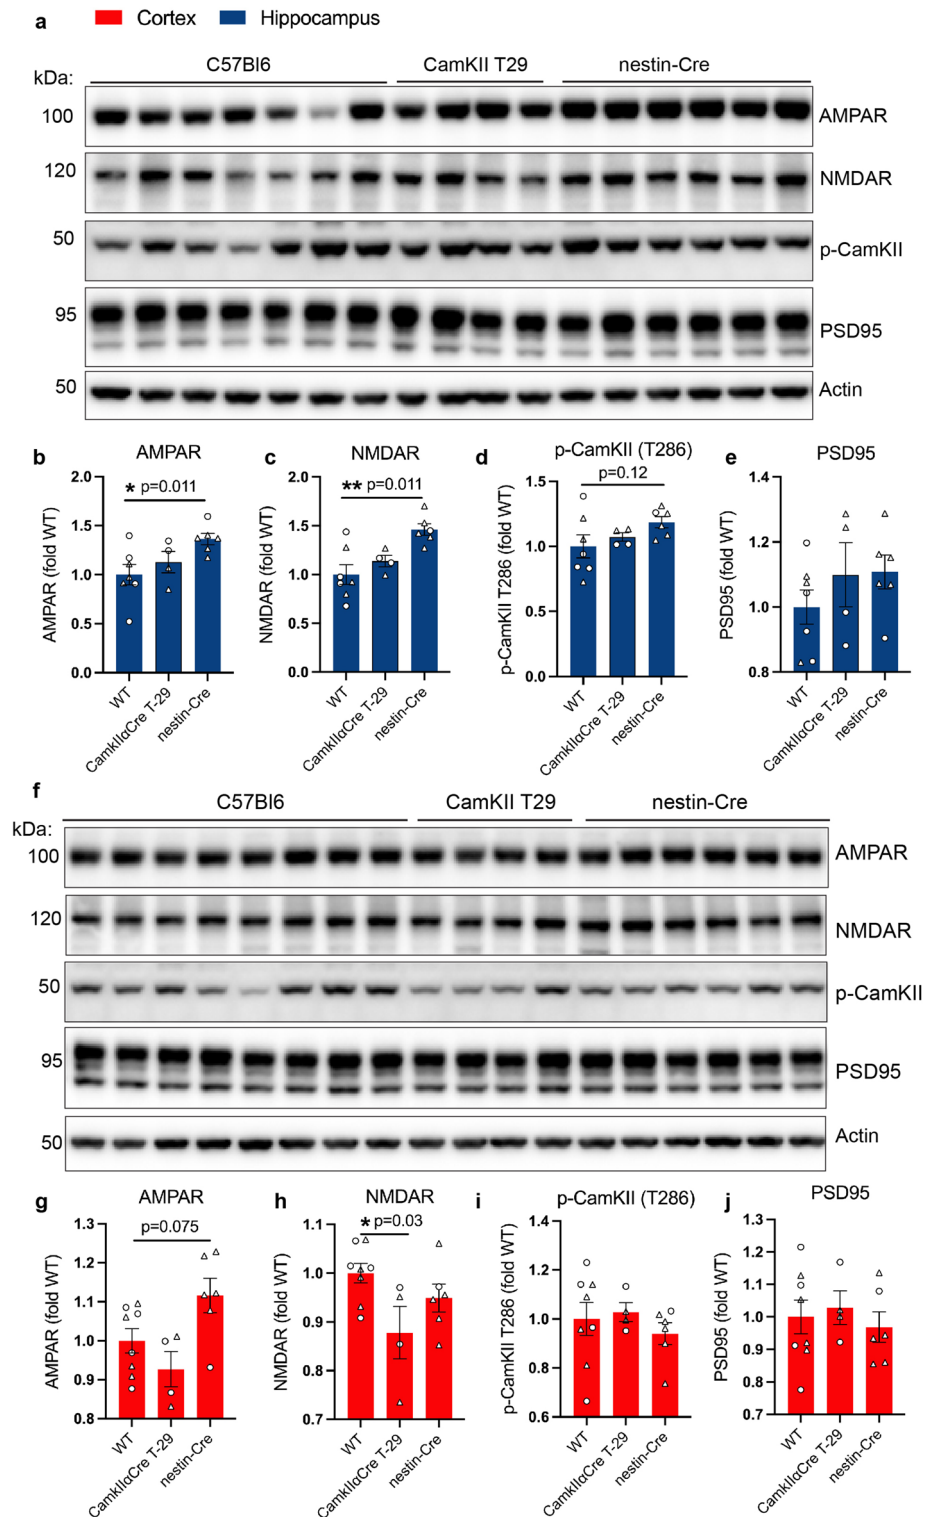 a Cortex Hippocampus
C57Bl6 CamKII T29 nestin-Cre
kDa:
100 AMPAR
120 NMDAR
50 p-CamKII
95 PSD95
50 Actin
b AMPAR
AMPAR (fold WT)
2.0
1.5
1.0
0.5
0.0
* p=0.011
WT
CamkIIαCre T-29
nestin-Cre
c NMDAR
NMDAR (fold WT)
2.0
1.5
1.0
0.5
0.0
** p=0.011
WT
CamkIIαCre T-29
nestin-Cre
d p-CamKII (T286)
p-CamKII T286 (fold WT)
1.5
1.0
0.5
0.0
p=0.12
WT
CamkIIαCre T-29
nestin-Cre
e PSD95
PSD95 (fold WT)
1.4
1.2
1.0
0.8
WT
CamkIIαCre T-29
nestin-Cre
f
C57Bl6 CamKII T29 nestin-Cre
kDa:
100 AMPAR
120 NMDAR
50 p-CamKII
95 PSD95
50 Actin
g AMPAR
AMPAR (fold WT)
1.3
1.2
1.1
1.0
0.9
0.8
p=0.075
WT
CamkIIαCre T-29
nestin-Cre
h NMDAR
NMDAR (fold WT)
1.1
1.0
0.9
0.8
0.7
* p=0.03
WT
CamkIIαCre T-29
nestin-Cre
i p-CamKII (T286)
p-CamKII T286 (fold WT)
1.4
1.2
1.0
0.8
0.6
WT
CamkIIαCre T-29
nestin-Cre
j PSD95
PSD95 (fold WT)
1.3
1.2
1.1
1.0
0.9
0.8
0.7
WT
CamkIIαCre T-29
nestin-Cre